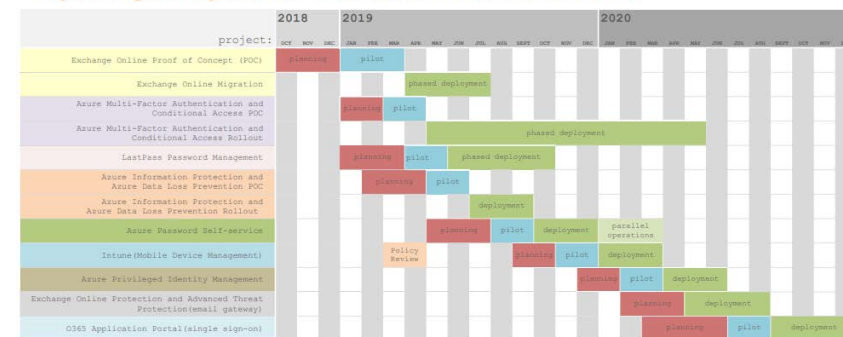 2018 2019 2020
project: OCT NOV DEC JAN FEB MAR APR MAY JUN JUL AUG SEPT OCT NOV DEC JAN FEB MAR APR MAY JUN JUL AUG SEPT OCT NOV
Exchange Online Proof of Concept (POC) planning pilot
Exchange Online Migration phased deployment
Azure Multi-Factor Authentication and
Conditional Access POC planning pilot
Azure Multi-Factor Authentication and
Conditional Access Rollout phased deployment
LastPass Password Management planning pilot phased deployment
Azure Information Protection and
Azure Data Loss Prevention POC planning pilot
Azure Information Protection and
Azure Data Loss Prevention Rollout deployment
Azure Password Self-service planning pilot deployment parallel
operations
Intune(Mobile Device Management) Policy
Review planning pilot deployment
Azure Privileged Identity Management planning pilot deployment
Exchange Online Protection and Advanced Threat
Protection(email gateway) planning deployment
O365 Application Portal(single sign-on) planning pilot deployment